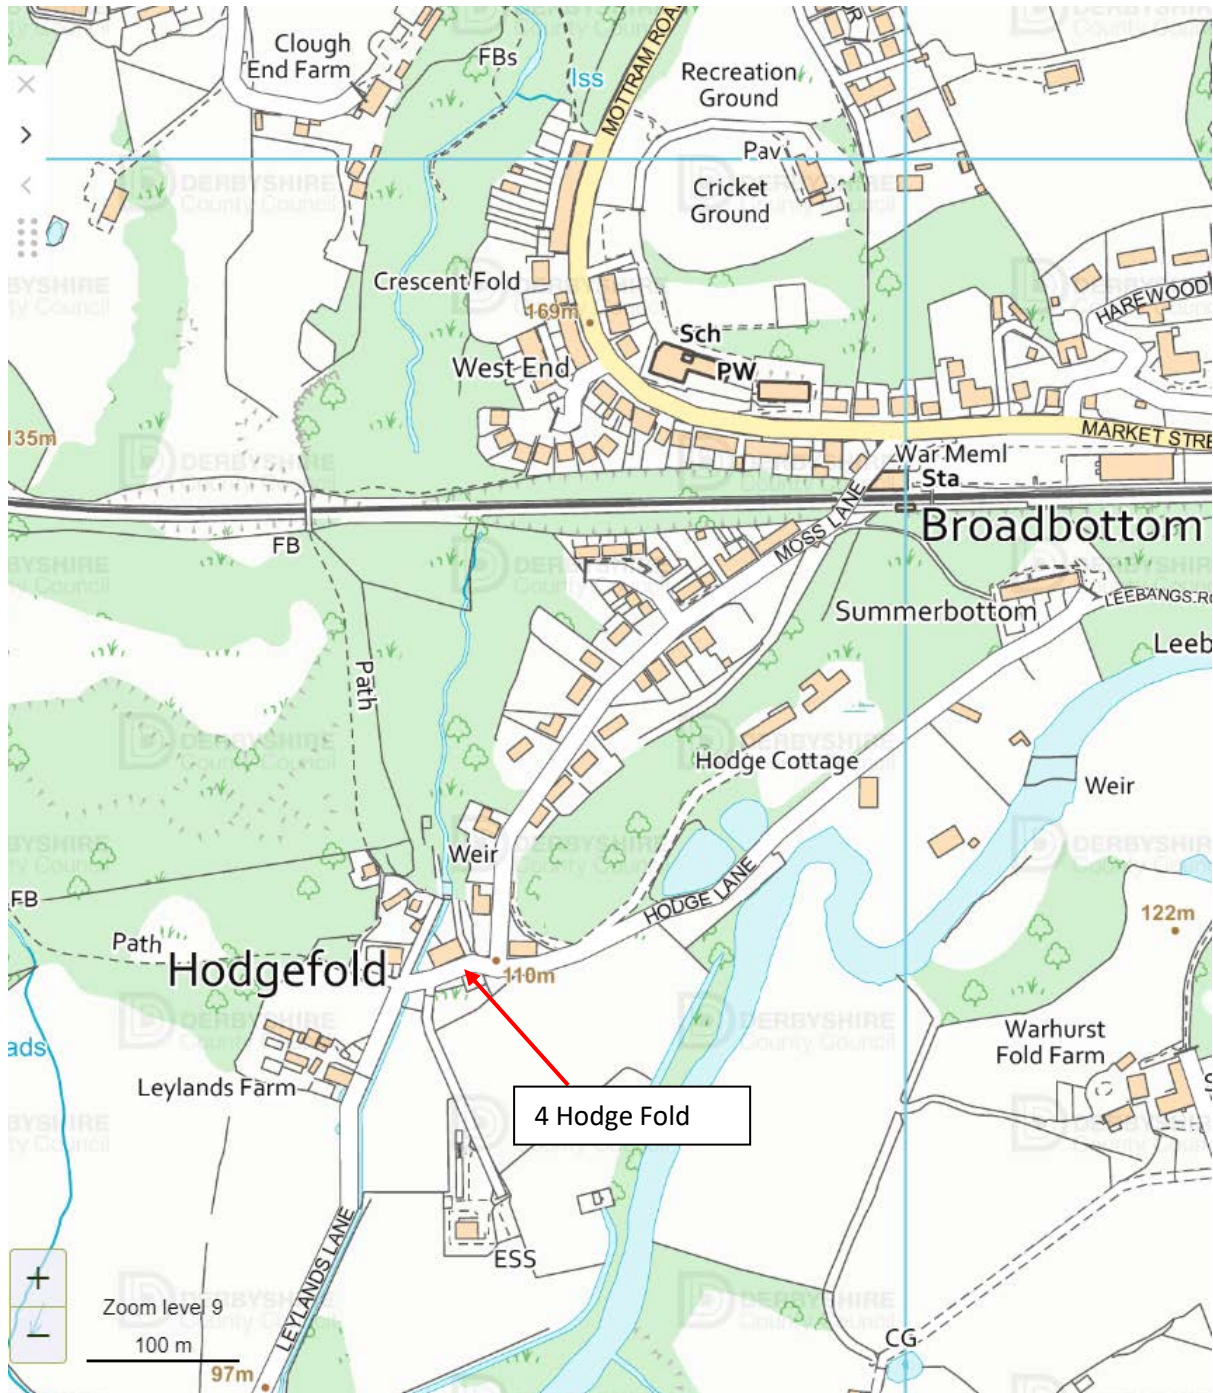 Clough
End Farm
FBs
Iss
MOTTRAM ROAD
Recreation
Ground
Pav
Cricket
Ground
Crescent Fold
169m
West End
Sch
PW
HAREWOOD
135m
MARKET STRE
War Meml
Sta
Broadbottom
FB
MOSS LANE
Summerbottom
LEEBANGS RO
Leeb
Path
Hodge Cottage
Weir
Weir
HODGE LANE
FB
Path
122m
Hodgefold
110m
Warhurst
Fold Farm
ads
Leylands Farm
S
4 Hodge Fold
ESS
LEYLANDS LANE
Zoom level 9
100 m
97m
CG
DERBYSHIRE
County Council